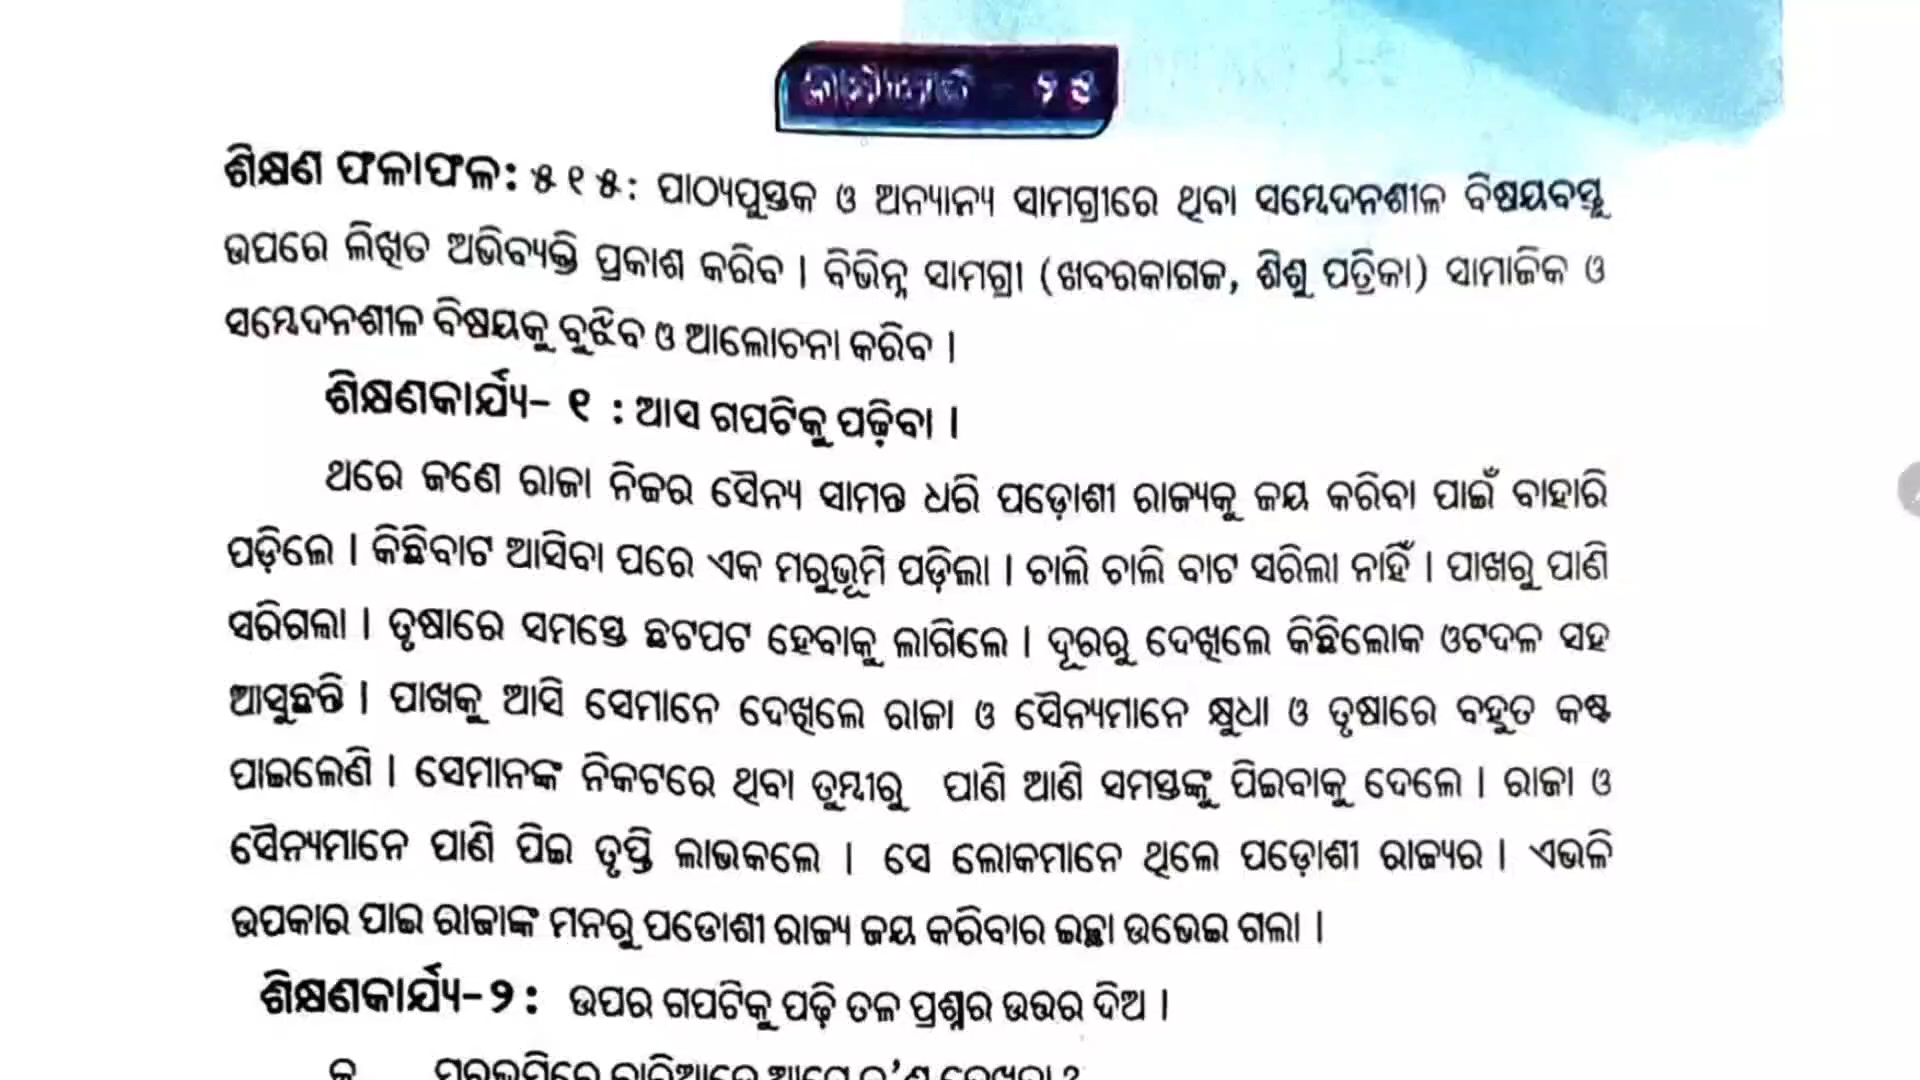 ଶିକ୍ଷଣ ଫଳାଫଳ: ୫୧୫: ପାଠ୍ୟପୁସ୍ତକ ଓ ଅନ୍ୟାନ୍ୟ ସାମଗ୍ରୀରେ ଥିବା ସମ୍ବେଦନଶୀଳ ବିଷୟବସ୍ତୁ
ଉପରେ ଲିଖିତ ଅଭିବ୍ୟକ୍ତି ପ୍ରକାଶ କରିବ । ବିଭିନ୍ନ ସାମଗ୍ରୀ (ଖବରକାଗଜ, ଶିଶୁ ପତ୍ରିକା) ସାମାଜିକ ଓ
ସମ୍ବେଦନଶୀଳ ବିଷୟକୁ ବୁଝିବ ଓ ଆଲୋଚନା କରିବ ।
ଶିକ୍ଷଣକାର୍ଯ୍ୟ- ୧ : ଆସ ଗପଟିକୁ ପଢ଼ିବା ।
ଥରେ ଜଣେ ରାଜା ନିଜର ସୈନ୍ୟ ସାମନ୍ତ ଧରି ପଡ଼ୋଶୀ ରାଜ୍ୟକୁ ଜୟ କରିବା ପାଇଁ ବାହାରି
ପଡ଼ିଲେ । କିଛିବାଟ ଆସିବା ପରେ ଏକ ମରୁଭୂମି ପଡ଼ିଲା । ଚାଲି ଚାଲି ବାଟ ସରିଲା ନାହିଁ । ପାଖରୁ ପାଣି
ସରିଗଲା । ତୃଷାରେ ସମସ୍ତେ ଛଟପଟ ହେବାକୁ ଲାଗିଲେ । ଦୂରରୁ ଦେଖିଲେ କିଛିଲୋକ ଓଟଦଳ ସହ
ଆସୁଛନ୍ତି । ପାଖକୁ ଆସି ସେମାନେ ଦେଖିଲେ ରାଜା ଓ ସୈନ୍ୟମାନେ କ୍ଷୁଧା ଓ ତୃଷାରେ ବହୁତ କଷ୍ଟ
ପାଇଲେଣି । ସେମାନଙ୍କ ନିକଟରେ ଥିବା ତୁମ୍ବୀରୁ ପାଣି ଆଣି ସମସ୍ତଙ୍କୁ ପିଇବାକୁ ଦେଲେ । ରାଜା ଓ
ସୈନ୍ୟମାନେ ପାଣି ପିଇ ତୃପ୍ତି ଲାଭକଲେ । ସେ ଲୋକମାନେ ଥିଲେ ପଡ଼ୋଶୀ ରାଜ୍ୟର । ଏଭଳି
ଉପକାର ପାଇ ରାଜାଙ୍କ ମନରୁ ପଡୋଶୀ ରାଜ୍ୟ ଜୟ କରିବାର ଇଚ୍ଛା ଉଭେଇ ଗଲା ।
ଶିକ୍ଷଣକାର୍ଯ୍ୟ-୨ : ଉପର ଗପଟିକୁ ପଢ଼ି ତଳ ପ୍ରଶ୍ନର ଉତ୍ତର ଦିଅ ।